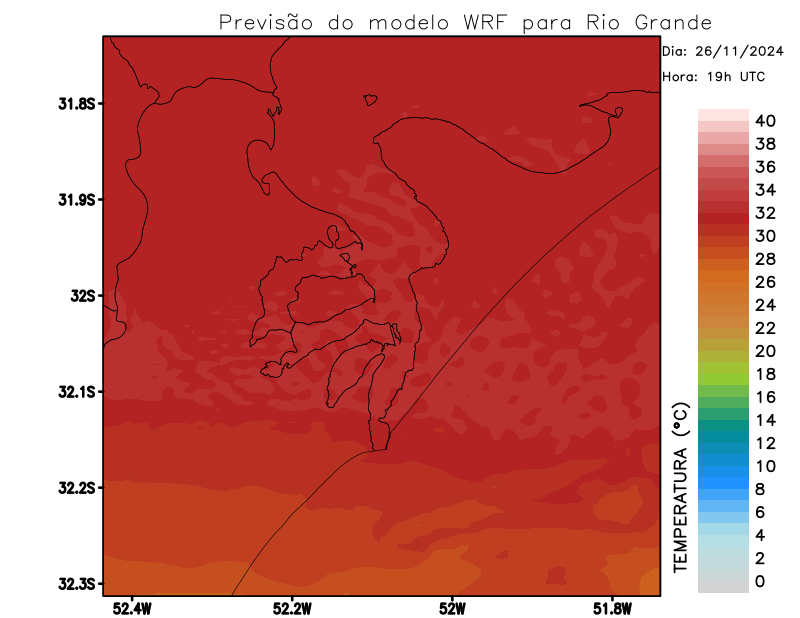 Previsão do modelo WRF para Rio Grande
Dia: 26/11/2024
Hora: 19h UTC
31.8S
31.9S
32S
32.1S
32.2S
32.3S
52.4W
52.2W
52W
51.8W
TEMPERATURA (°C)
40
38
36
34
32
30
28
26
24
22
20
18
16
14
12
10
8
6
4
2
0